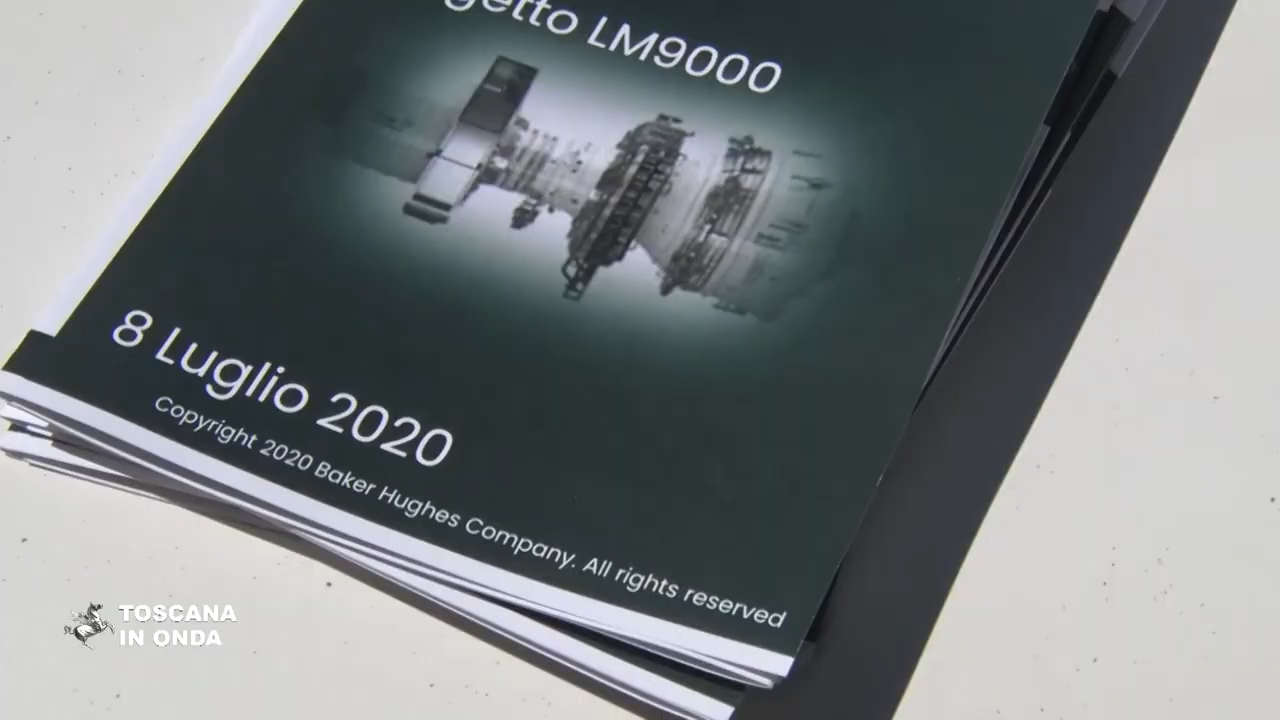 getto LM9000
8 Luglio 2020
Copyright 2020 Baker Hughes Company. All rights reserved
TOSCANA
IN ONDA